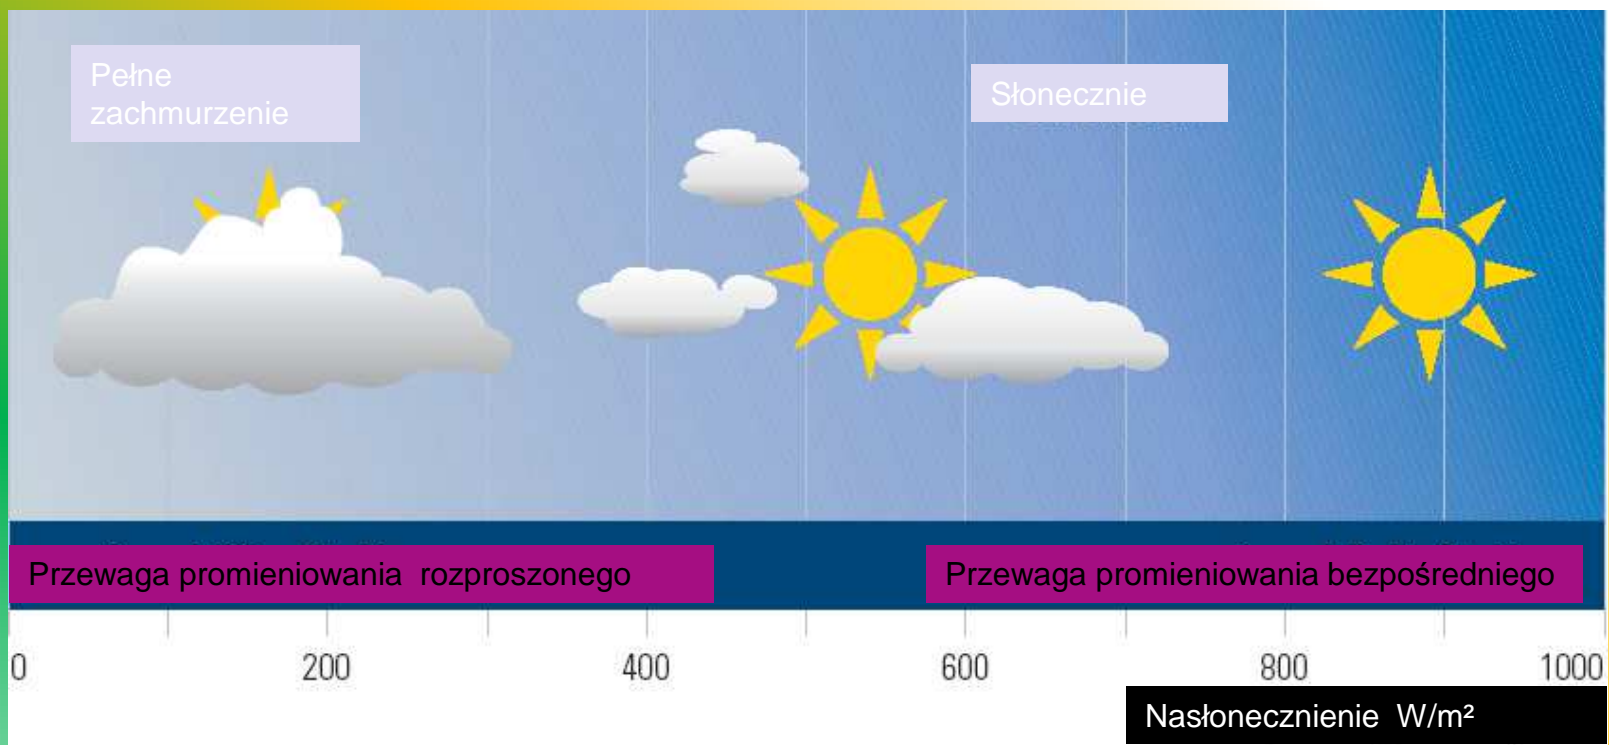 Pełne
zachmurzenie
Słonecznie
Przewaga promieniowania rozproszonego
Przewaga promieniowania bezpośredniego
0 200 400 600 800 1000
Nasłonecznienie W/m²